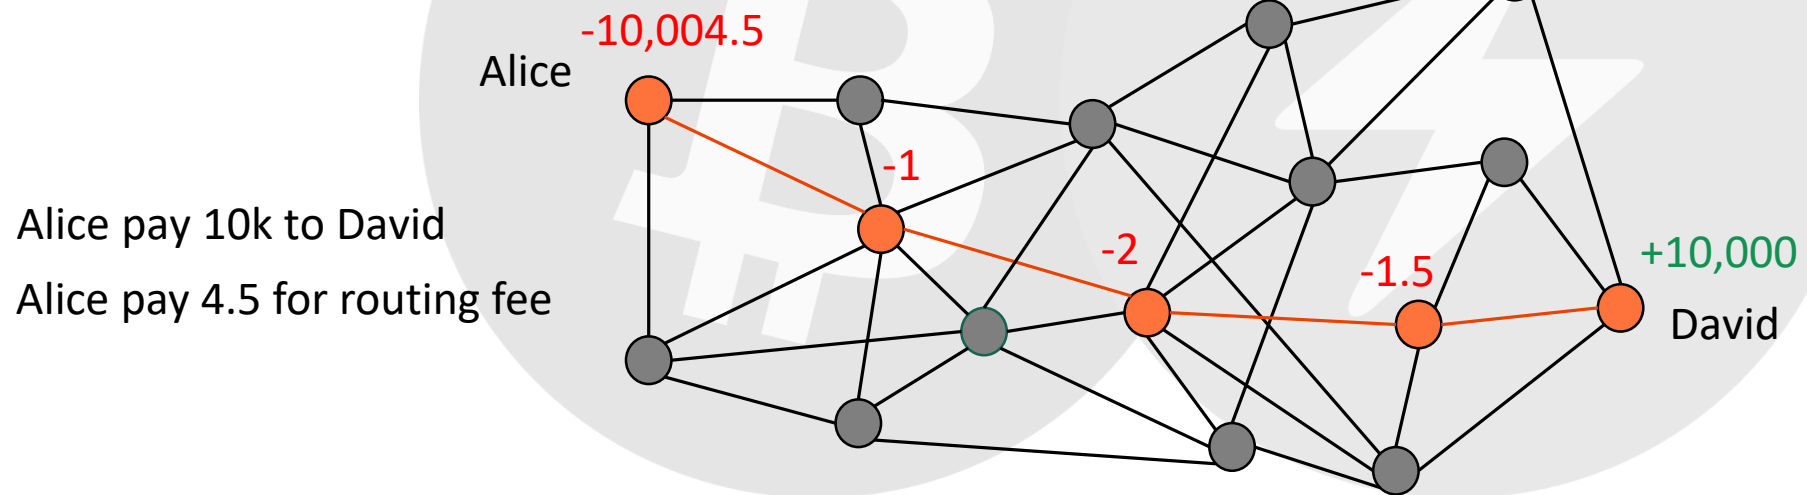 -10,004.5
Alice
-1
Alice pay 10k to David
-2
+10,000
-1.5
Alice pay 4.5 for routing fee
David